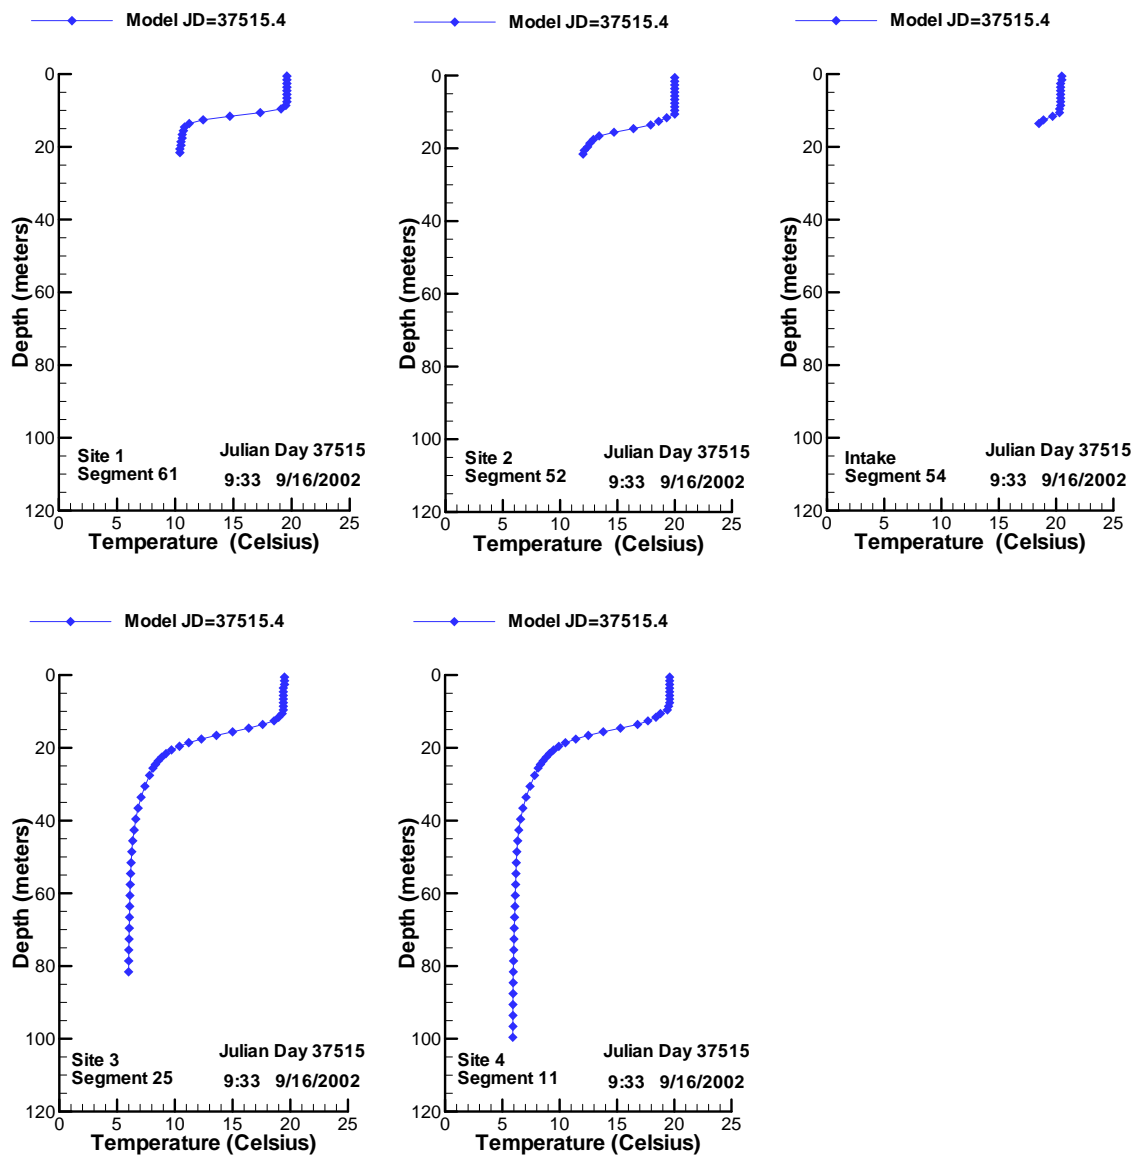 Model JD=37515.4
0
20
40
60
80
100
120
Depth (meters)
Site 1
Segment 61
Julian Day 37515
9:33 9/16/2002
0 5 10 15 20 25
Temperature (Celsius)
Model JD=37515.4
0
20
40
60
80
100
120
Depth (meters)
Site 2
Segment 52
Julian Day 37515
9:33 9/16/2002
0 5 10 15 20 25
Temperature (Celsius)
Model JD=37515.4
0
20
40
60
80
100
120
Depth (meters)
Intake
Segment 54
Julian Day 37515
9:33 9/16/2002
0 5 10 15 20 25
Temperature (Celsius)
Model JD=37515.4
0
20
40
60
80
100
120
Depth (meters)
Site 3
Segment 25
Julian Day 37515
9:33 9/16/2002
0 5 10 15 20 25
Temperature (Celsius)
Model JD=37515.4
0
20
40
60
80
100
120
Depth (meters)
Site 4
Segment 11
Julian Day 37515
9:33 9/16/2002
0 5 10 15 20 25
Temperature (Celsius)